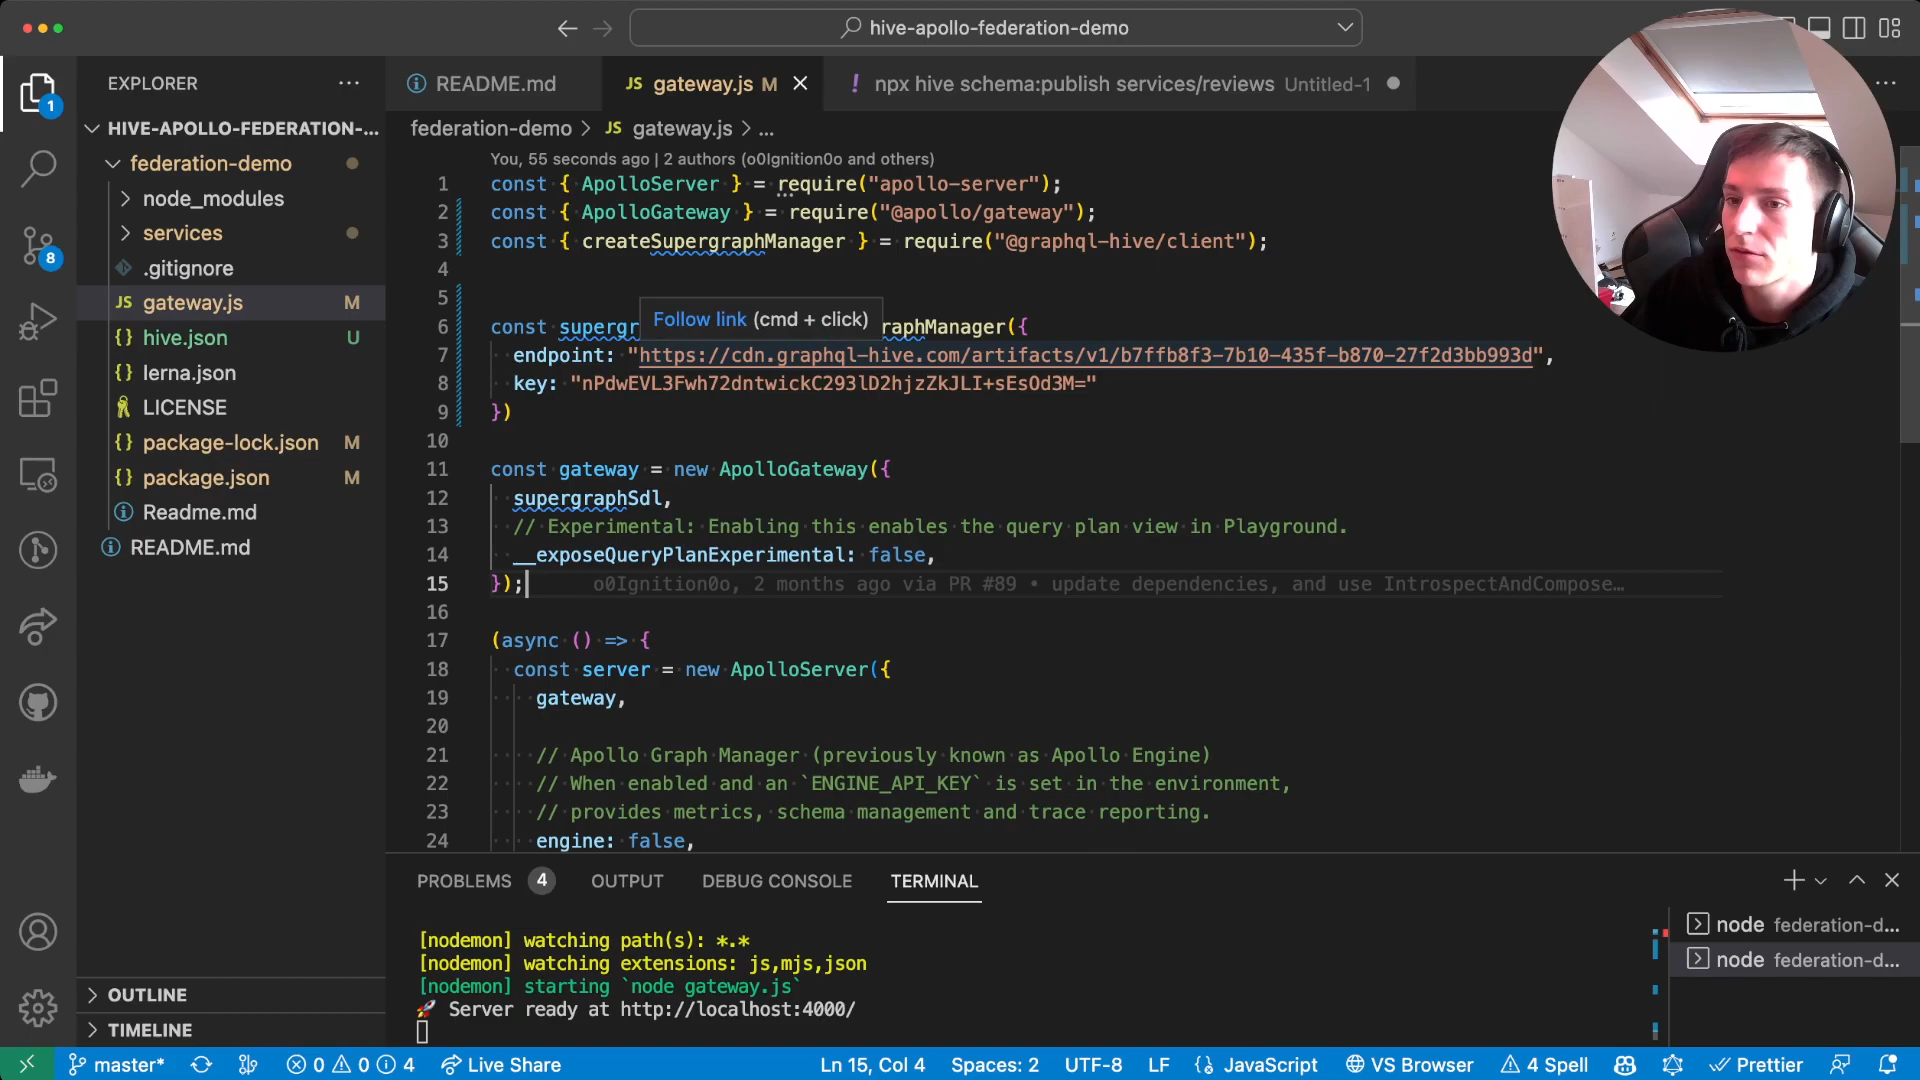 hive-apollo-federation-demo
EXPLORER
README.md
JS gateway.js M
! npx hive schema:publish services/reviews Untitled-1
HIVE-APOLLO-FEDERATION-...
federation-demo > JS gateway.js > ...
federation-demo
node_modules
services
.gitignore
JS gateway.js M
{} hive.json U
{} lerna.json
LICENSE
{} package-lock.json M
{} package.json M
Readme.md
README.md
OUTLINE
TIMELINE
1
8
You, 55 seconds ago | 2 authors (o0Ignition0o and others)
1 const { ApolloServer } = require("apollo-server");
2 const { ApolloGateway } = require("@apollo/gateway");
3 const { createSupergraphManager } = require("@graphql-hive/client");
4
5
Follow link (cmd + click)
6 const supergr raphManager({
7 endpoint: "https://cdn.graphql-hive.com/artifacts/v1/b7ffb8f3-7b10-435f-b870-27f2d3bb993d",
8 key: "nPdwEVL3Fwh72dntwickC293lD2hjzZkJLI+sEsOd3M="
9 })
10
11 const gateway = new ApolloGateway({
12 supergraphSdl,
13 // Experimental: Enabling this enables the query plan view in Playground.
14 __exposeQueryPlanExperimental: false,
15 }); o0Ignition0o, 2 months ago via PR #89 • update dependencies, and use IntrospectAndCompose…
16
17 (async () => {
18 const server = new ApolloServer({
19 gateway,
20
21 // Apollo Graph Manager (previously known as Apollo Engine)
22 // When enabled and an `ENGINE_API_KEY` is set in the environment,
23 // provides metrics, schema management and trace reporting.
24 engine: false,
PROBLEMS 4 OUTPUT DEBUG CONSOLE TERMINAL
[nodemon] watching path(s): *.*
[nodemon] watching extensions: js,mjs,json
[nodemon] starting `node gateway.js`
🚀 Server ready at http://localhost:4000/
node federation-d...
node federation-d...
master* 0 0 4 Live Share Ln 15, Col 4 Spaces: 2 UTF-8 LF {} JavaScript VS Browser 4 Spell Prettier